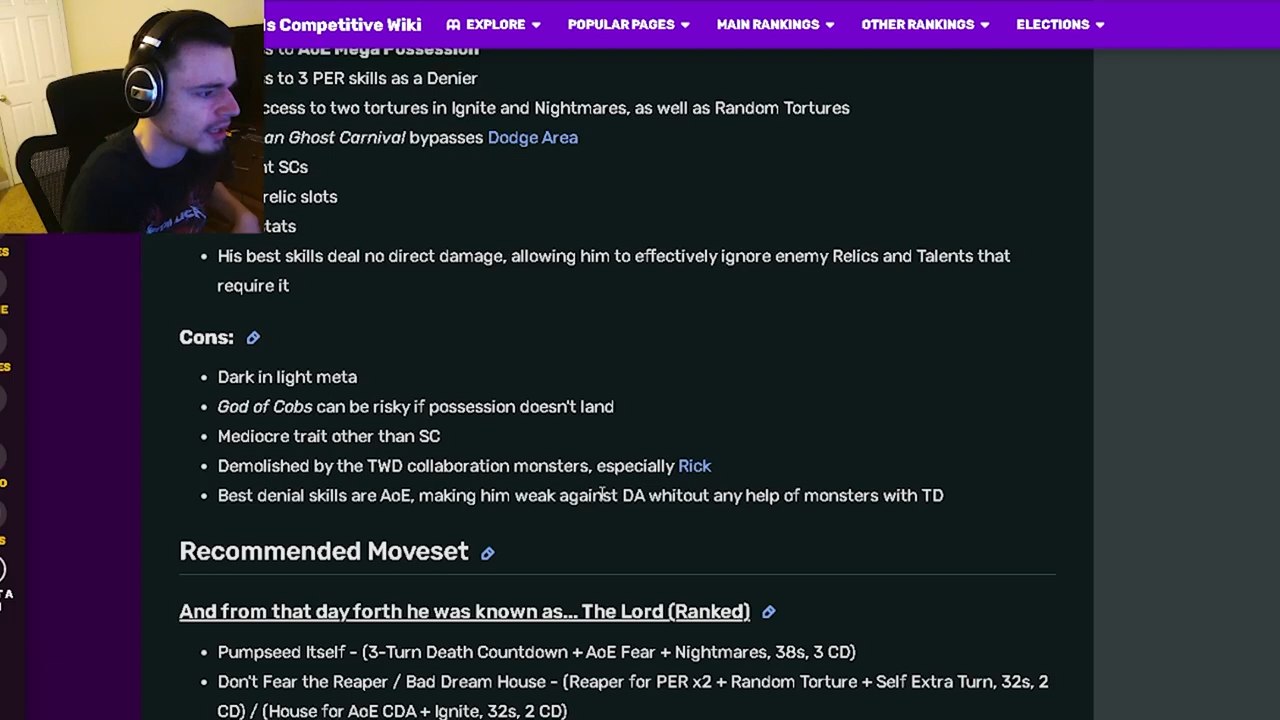 ls Competitive Wiki EXPLORE POPULAR PAGES MAIN RANKINGS OTHER RANKINGS ELECTIONS
s to AoE Mega Possession
s to 3 PER skills as a Denier
ccess to two tortures in Ignite and Nightmares, as well as Random Tortures
an Ghost Carnival bypasses Dodge Area
nt SCs
relic slots
tats
His best skills deal no direct damage, allowing him to effectively ignore enemy Relics and Talents that
require it
Cons:
Dark in light meta
God of Cobs can be risky if possession doesn't land
Mediocre trait other than SC
Demolished by the TWD collaboration monsters, especially Rick
Best denial skills are AoE, making him weak against DA whitout any help of monsters with TD
Recommended Moveset
And from that day forth he was known as... The Lord (Ranked)
Pumpseed Itself - (3-Turn Death Countdown + AoE Fear + Nightmares, 38s, 3 CD)
Don't Fear the Reaper / Bad Dream House - (Reaper for PER x2 + Random Torture + Self Extra Turn, 32s, 2
CD) / (House for AoE CDA + Ignite, 32s, 2 CD)